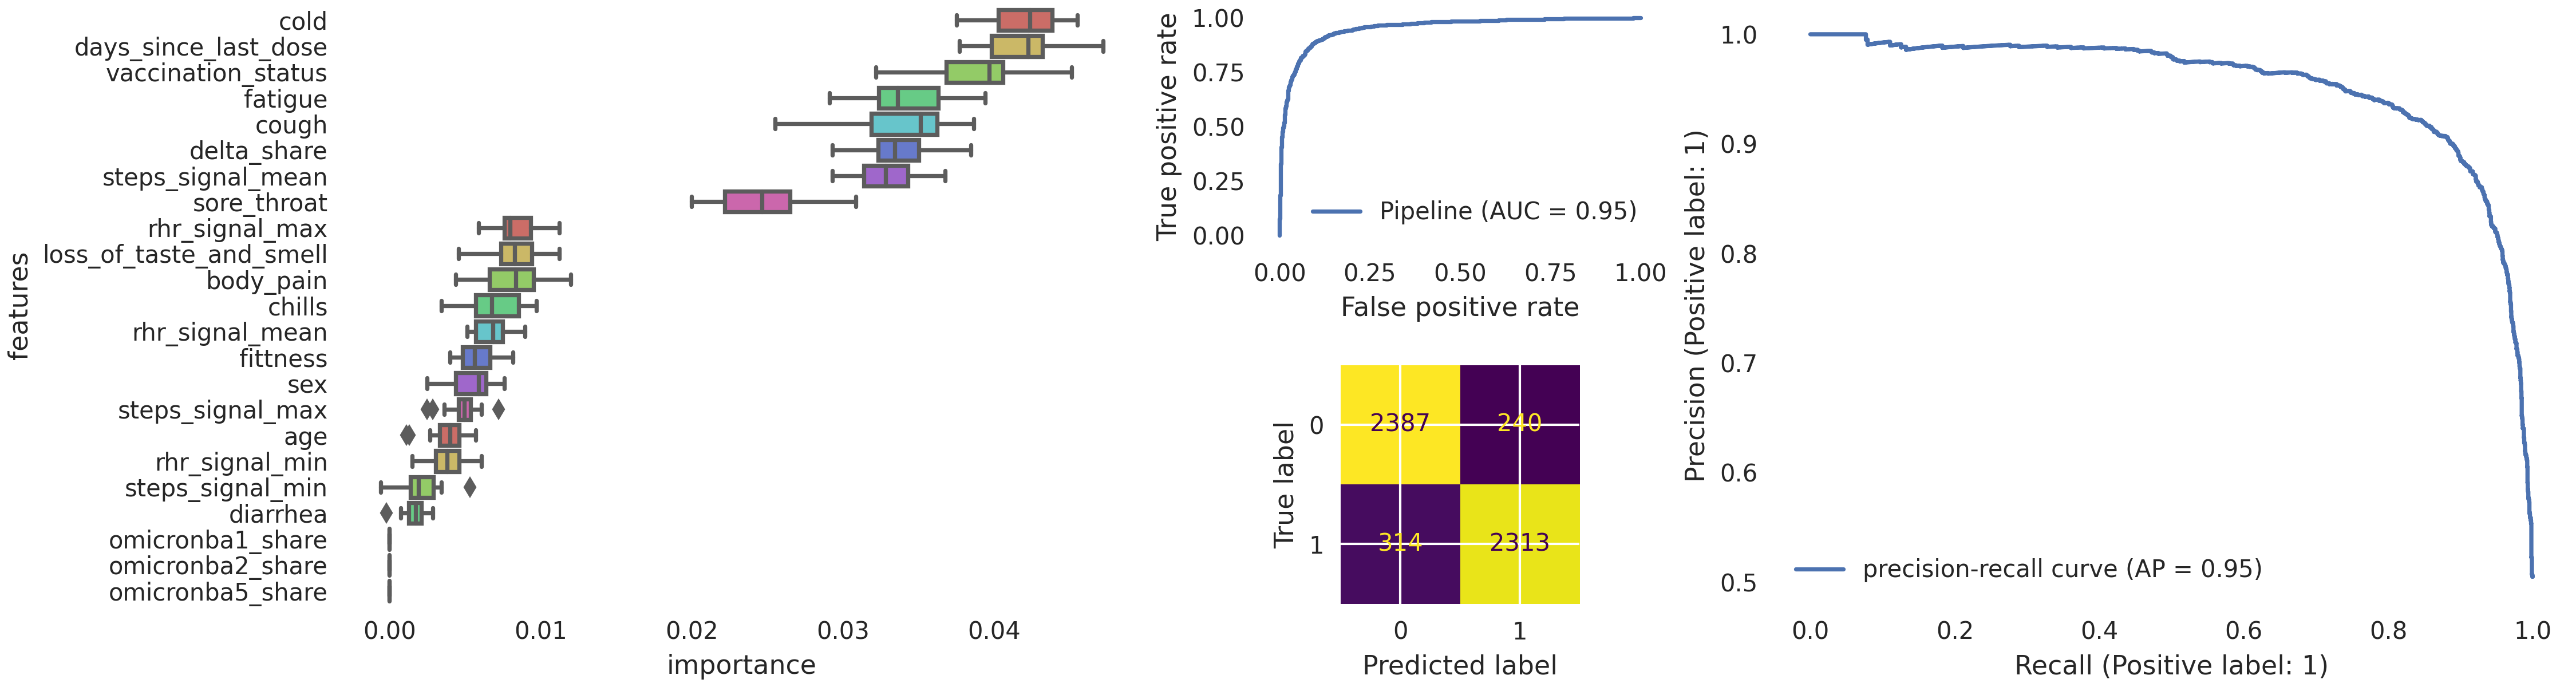 features
cold
days_since_last_dose
vaccination_status
fatigue
cough
delta_share
steps_signal_mean
sore_throat
rhr_signal_max
loss_of_taste_and_smell
body_pain
chills
rhr_signal_mean
fittness
sex
steps_signal_max
age
rhr_signal_min
steps_signal_min
diarrhea
omicronba1_share
omicronba2_share
omicronba5_share
0.00 0.01 0.02 0.03 0.04
importance
True positive rate
1.00
0.75
0.50
0.25
0.00
Pipeline (AUC = 0.95)
0.00 0.25 0.50 0.75 1.00
False positive rate
True label
0 2387 240
1 314 2313
0 1
Predicted label
Precision (Positive label: 1)
1.0
0.9
0.8
0.7
0.6
0.5
precision-recall curve (AP = 0.95)
0.0 0.2 0.4 0.6 0.8 1.0
Recall (Positive label: 1)